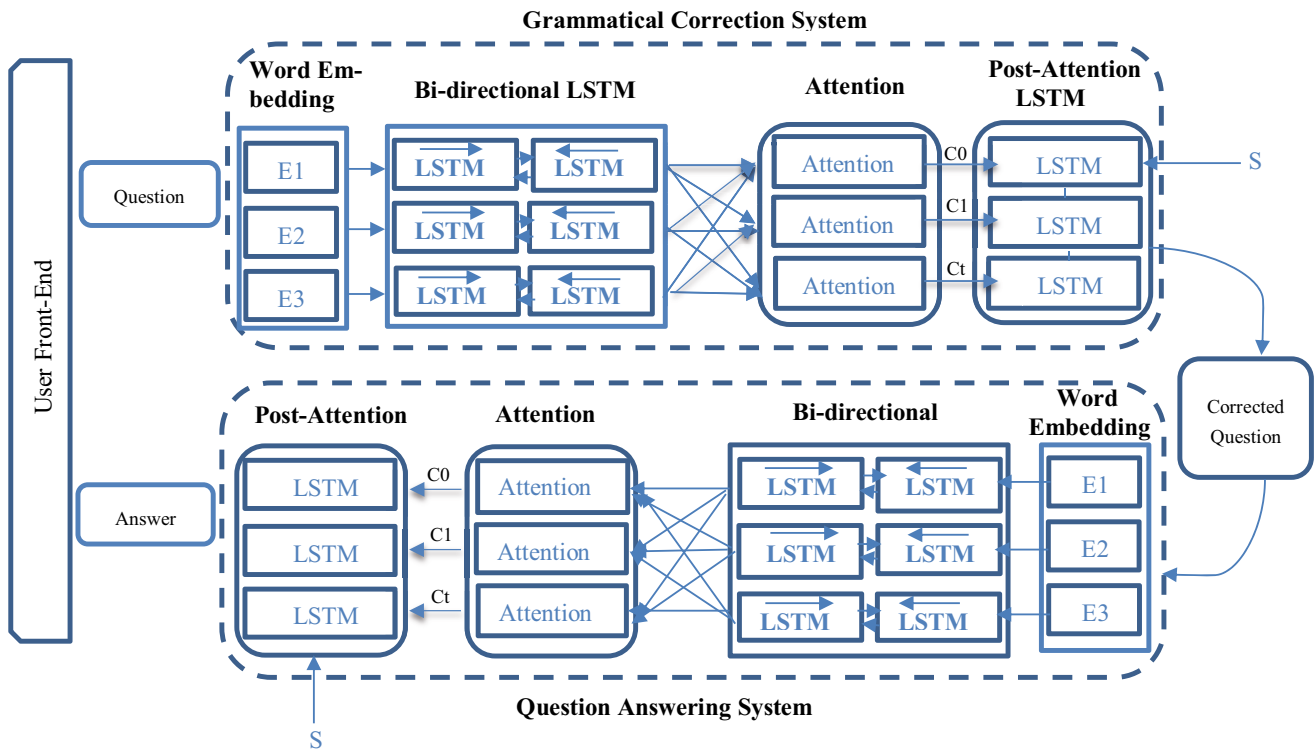 Grammatical Correction System
Word Em-
bedding
Bi-directional LSTM
Attention
Post-Attention
LSTM
User Front-End
Question
E1
LSTM
LSTM
Attention
C0
LSTM
S
E2
LSTM
LSTM
Attention
C1
LSTM
E3
LSTM
LSTM
Attention
Ct
LSTM
Corrected
Question
Post-Attention
Attention
Bi-directional
Word
Embedding
Answer
LSTM
C0
Attention
LSTM
LSTM
E1
LSTM
C1
Attention
LSTM
LSTM
E2
LSTM
Ct
Attention
LSTM
LSTM
E3
Question Answering System
S